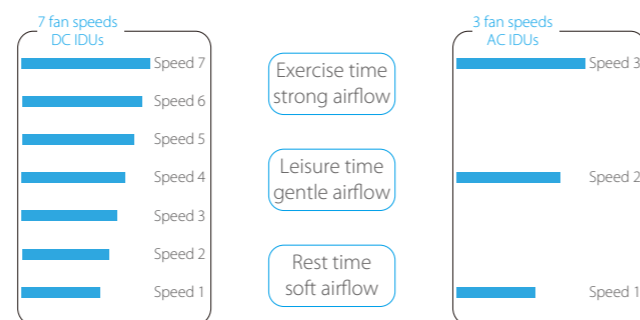 7 fan speeds
DC IDUs
Speed 7
Speed 6
Speed 5
Speed 4
Speed 3
Speed 2
Speed 1
Exercise time
strong airflow
Leisure time
gentle airflow
Rest time
soft airflow
3 fan speeds
AC IDUs
Speed 3
Speed 2
Speed 1